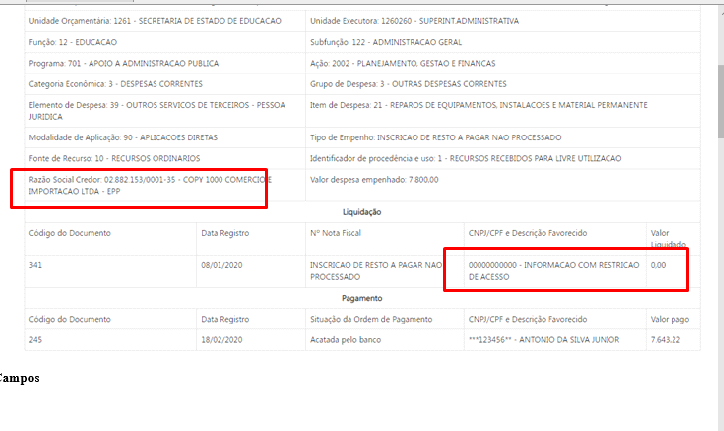 Unidade Orçamentária: 1261 - SECRETARIA DE ESTADO DE EDUCACAO
Unidade Executora: 1260260 - SUPERINT.ADMINISTRATIVA
Função: 12 - EDUCACAO
Subfunção 122 - ADMINISTRACAO GERAL
Programa: 701 - APOIO A ADMINISTRACAO PUBLICA
Ação: 2002 - PLANEJAMENTO, GESTAO E FINANCAS
Categoria Econômica: 3 - DESPESAS CORRENTES
Grupo de Despesa: 3 - OUTRAS DESPESAS CORRENTES
Elemento de Despesa: 39 - OUTROS SERVICOS DE TERCEIROS - PESSOA
JURIDICA
Item de Despesa: 21 - REPAROS DE EQUIPAMENTOS, INSTALACOES E MATERIAL PERMANENTE
Modalidade de Aplicação: 90 - APLICACOES DIRETAS
Tipo de Empenho: INSCRICAO DE RESTO A PAGAR NAO PROCESSADO
Fonte de Recurso: 10 - RECURSOS ORDINARIOS
Identificador de procedência e uso: 1 - RECURSOS RECEBIDOS PARA LIVRE UTILIZACAO
Razão Social Credor: 02.882.153/0001-35 - COPY 1000 COMERCIO E
IMPORTACAO LTDA - EPP
Valor despesa empenhado: 7.800.00
Liquidação
Código do Documento Data Registro Nº Nota Fiscal CNPJ/CPF e Descrição Favorecido Valor
Liquidado
341 08/01/2020 INSCRICAO DE RESTO A PAGAR NAO
PROCESSADO
00000000000 - INFORMACAO COM RESTRICAO
DE ACESSO
0,00
Pagamento
Código do Documento Data Registro Situação da Ordem de Pagamento CNPJ/CPF e Descrição Favorecido Valor pago
245 18/02/2020 Acatada pelo banco ***123456** - ANTONIO DA SILVA JUNIOR 7.643,22
Campos